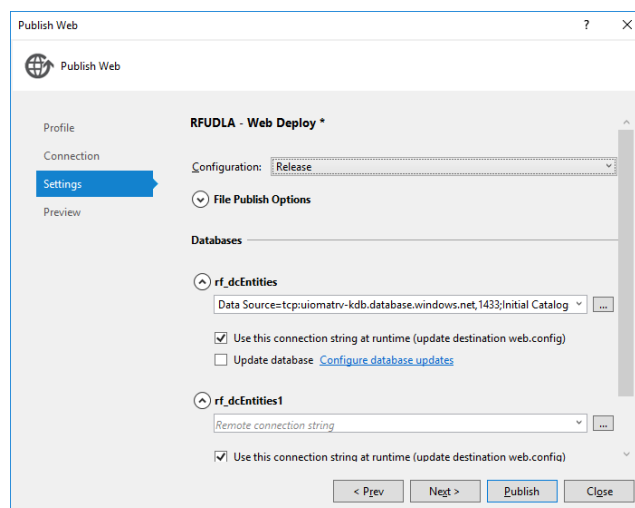 Publish Web
? ×
Publish Web
Profile
Connection
Settings
Preview
RFUDLA - Web Deploy *
Configuration: Release
File Publish Options
Databases
rf_dcEntities
Data Source=tcp:uiomatrv-kdb.database.windows.net,1433;Initial Catalog
...
Use this connection string at runtime (update destination web.config)
Update database Configure database updates
rf_dcEntities1
Remote connection string
...
Use this connection string at runtime (update destination web.config)
< Prev Next > Publish Close